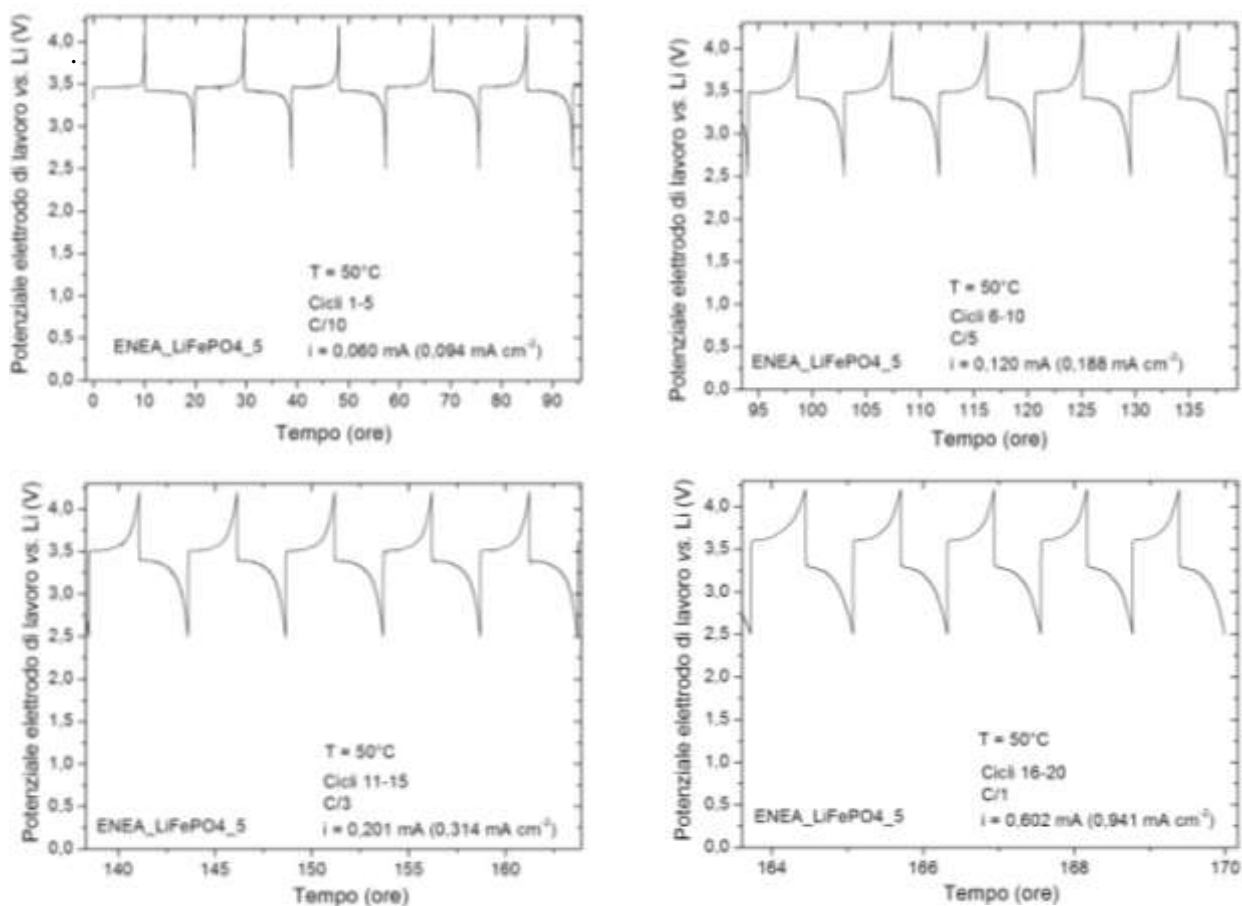 Potenziale elettrodo di lavoro vs. Li (V)
4,0
3,5
3,0
2,5
2,0
1,5
1,0
0,5
0,0
T = 50°C
Cicli 1-5
C/10
ENEA_LiFePO4_5
i = 0,060 mA (0,094 mA cm-2)
0 10 20 30 40 50 60 70 80 90
Tempo (ore)
Potenziale elettrodo di lavoro vs. Li (V)
4,0
3,5
3,0
2,5
2,0
1,5
1,0
0,5
0,0
T = 50°C
Cicli 6-10
C/5
ENEA_LiFePO4_5
i = 0,120 mA (0,188 mA cm-2)
95 100 105 110 115 120 125 130 135
Tempo (ore)
Potenziale elettrodo di lavoro vs. Li (V)
4,0
3,5
3,0
2,5
2,0
1,5
1,0
0,5
0,0
T = 50°C
Cicli 11-15
C/3
ENEA_LiFePO4_5
i = 0,201 mA (0,314 mA cm-2)
140 145 150 155 160
Tempo (ore)
Potenziale elettrodo di lavoro vs. Li (V)
4,0
3,5
3,0
2,5
2,0
1,5
1,0
0,5
0,0
T = 50°C
Cicli 16-20
C/1
ENEA_LiFePO4_5
i = 0,602 mA (0,941 mA cm-2)
164 166 168 170
Tempo (ore)